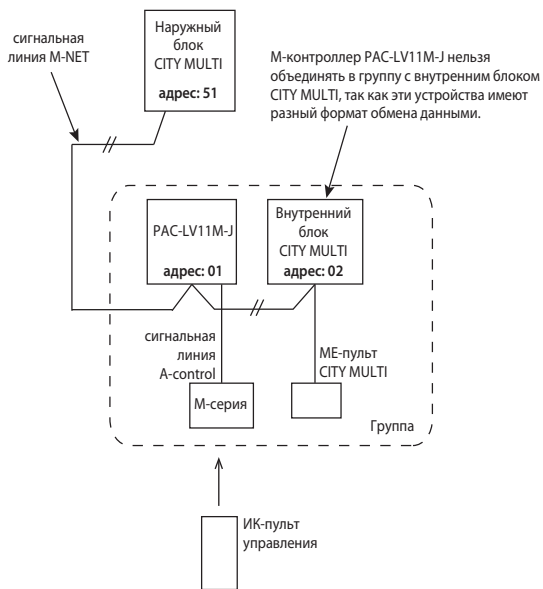 сигнальная
линия M-NET
Наружный
блок
CITY MULTI
адрес: 51
М-контроллер PAC-LV11M-J нельзя
объединять в группу с внутренним блоком
CITY MULTI, так как эти устройства имеют
разный формат обмена данными.
PAC-LV11M-J
адрес: 01
Внутренний
блок
CITY MULTI
адрес: 02
сигнальная
линия
A-control
М-серия
МЕ-пульт
CITY MULTI
Группа
ИК-пульт
управления